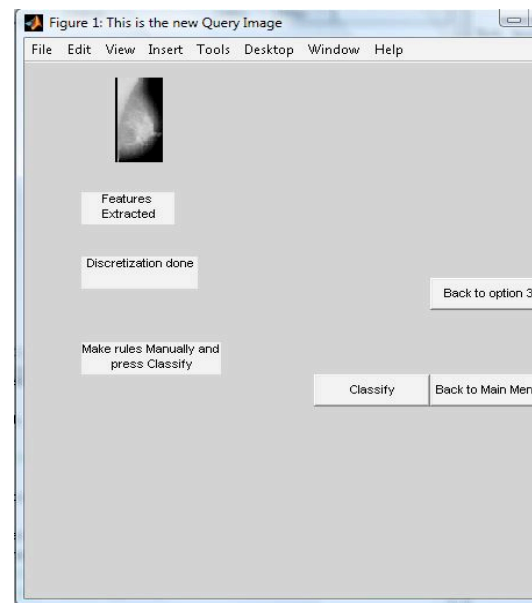 Figure 1: This is the new Query Image
File Edit View Insert Tools Desktop Window Help
Features
Extracted
Discretization done
Back to option 3
Make rules Manually and
press Classify
Classify
Back to Main Men